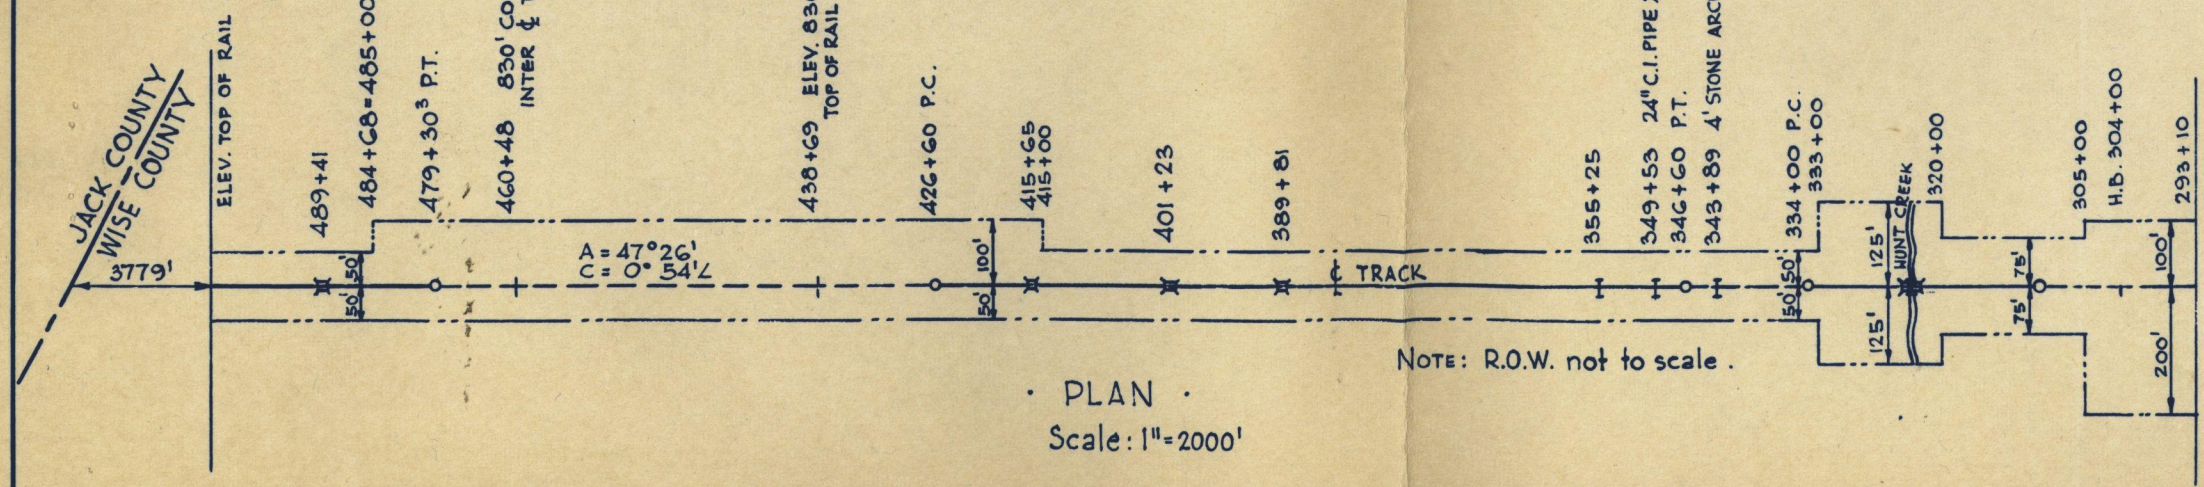 JACK COUNTY
WISE COUNTY
3779'
ELEV. TOP OF RAIL
489+41
484+68=485+00
50'
50'
479+30³ P.T.
460+48 830'
INTER ℄
A = 47° 26'
C = 0° 54'∠
438+69 ELEV.
TOP OF RAIL
426+60 P.C.
100'
50'
415+65
415+00
401+23
389+81
℄ TRACK
355+25
349+53 24" C.I. PIPE
346+60 P.T.
343+89 4' STONE
334+00 P.C.
333+00
50'
50'
125'
125'
HUNT CREEK
320+00
75'
75'
305+00
H.B. 304+00
293+10
100'
200'
NOTE: R.O.W. not to scale.
· PLAN ·
Scale: 1"=2000'